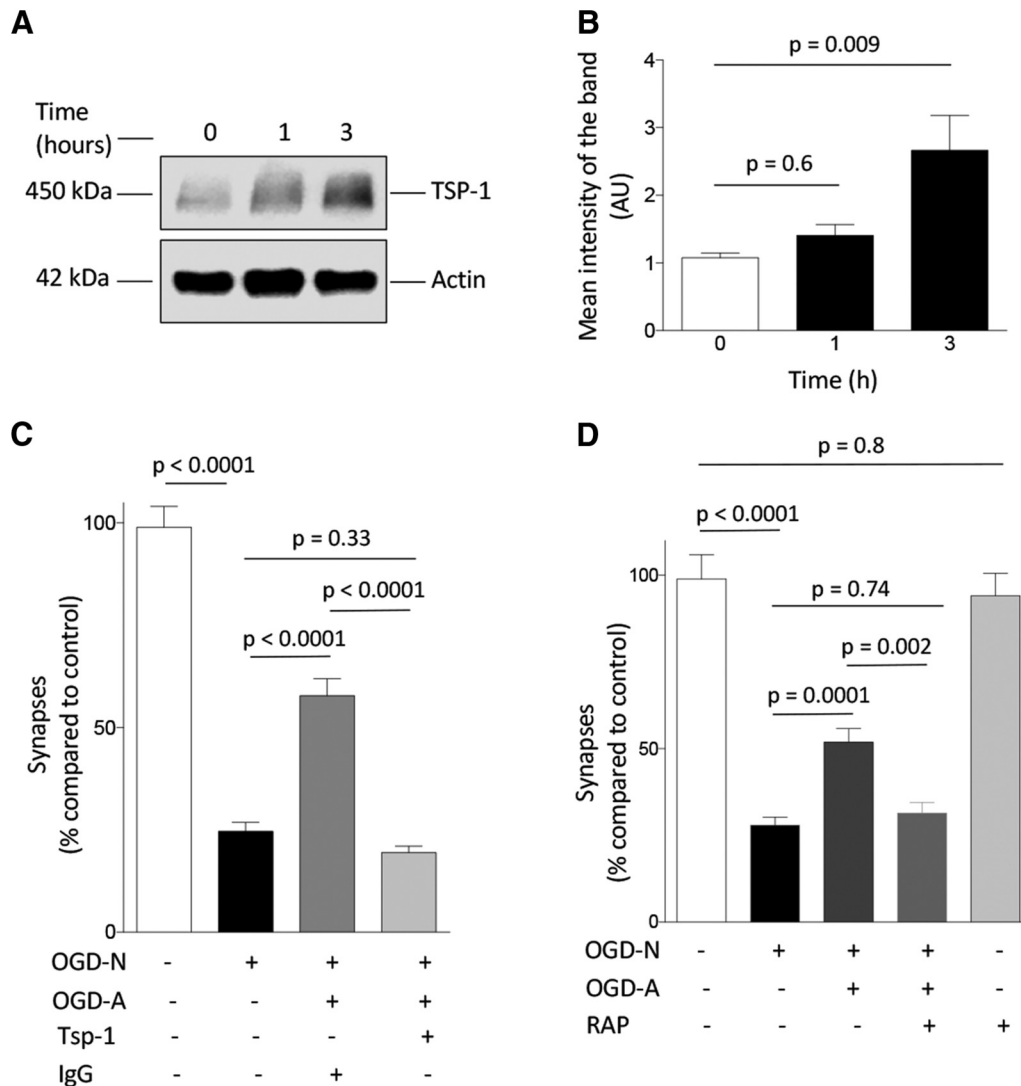 A
Time
(hours)
0 1 3
450 kDa
TSP-1
42 kDa
Actin
B
p = 0.009
p = 0.6
Mean intensity of the band
(AU)
4
3
2
1
0
0 1 3
Time (h)
C
p < 0.0001
p = 0.33
p < 0.0001
p < 0.0001
Synapses
(% compared to control)
100
50
0
OGD-N - + + +
OGD-A - - + +
Tsp-1 - - - +
IgG - - + -
D
p = 0.8
p < 0.0001
p = 0.74
p = 0.002
p = 0.0001
Synapses
(% compared to control)
100
50
0
OGD-N - + + + -
OGD-A - - + + -
RAP - - - + +